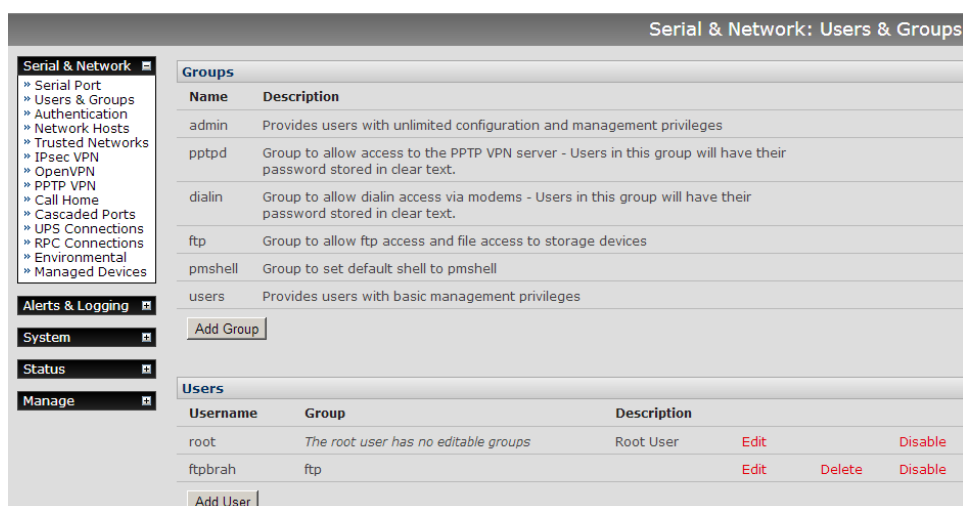 Serial & Network: Users & Groups
Serial & Network
» Serial Port
» Users & Groups
» Authentication
» Network Hosts
» Trusted Networks
» IPsec VPN
» OpenVPN
» PPTP VPN
» Call Home
» Cascaded Ports
» UPS Connections
» RPC Connections
» Environmental
» Managed Devices
Alerts & Logging
System
Status
Manage
Groups
Name Description
admin Provides users with unlimited configuration and management privileges
pptpd Group to allow access to the PPTP VPN server - Users in this group will have their
password stored in clear text.
dialin Group to allow dialin access via modems - Users in this group will have their
password stored in clear text.
ftp Group to allow ftp access and file access to storage devices
pmshell Group to set default shell to pmshell
users Provides users with basic management privileges
Add Group
Users
Username Group Description
root The root user has no editable groups Root User Edit Disable
ftpbrah ftp Edit Delete Disable
Add User